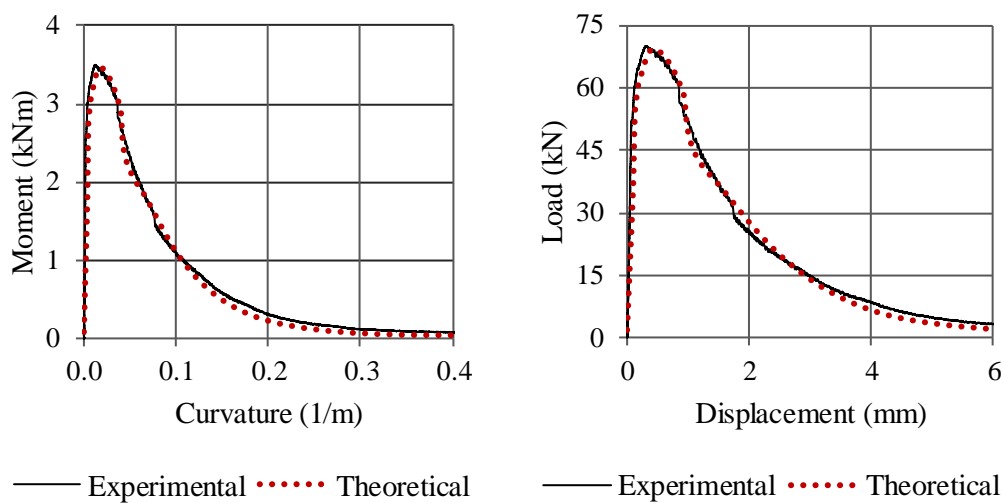 4
3
2
1
0
Moment (kNm)
0.0 0.1 0.2 0.3 0.4
Curvature (1/m)
Experimental Theoretical
75
60
45
30
15
0
Load (kN)
0 2 4 6
Displacement (mm)
Experimental Theoretical